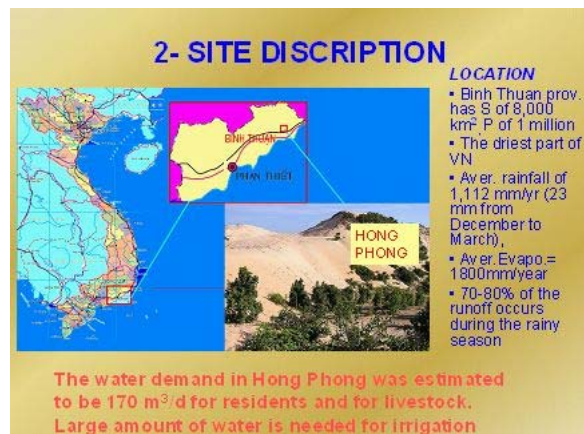 2- SITE DISCRIPTION
LOCATION
▪ Binh Thuan prov.
has S of 8,000
km², P of 1 million
▪ The driest part of
VN
▪ Aver. rainfall of
1,112 mm/yr (23
mm from
December to
March),
▪ Aver.Evapo.=
1800mm/year
▪ 70-80% of the
runoff occurs
during the rainy
season
BINH THUAN
PHAN THIET
HONG
PHONG
The water demand in Hong Phong was estimated
to be 170 m³/d for residents and for livestock.
Large amount of water is needed for irrigation